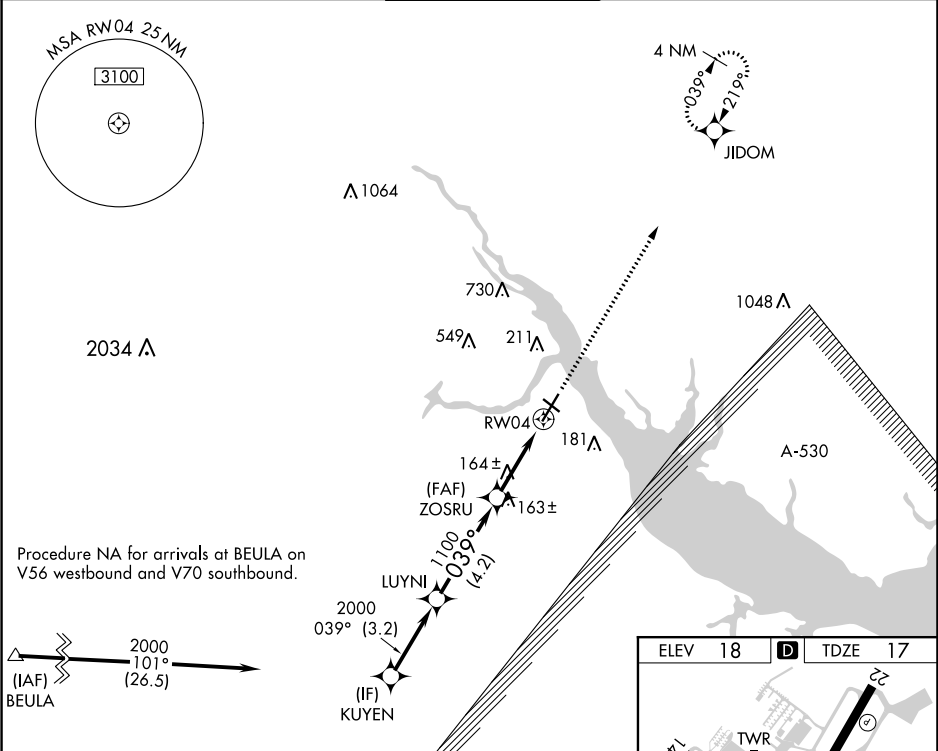 MSA RW04 25 NM
3100
4 NM
039°
219°
JIDOM
1064
730
1048
549
211
2034
RW04
181
A-530
164±
(FAF)
ZOSRU
163±
1100
039°
(4.2)
Procedure NA for arrivals at BEULA on
V56 westbound and V70 southbound.
LUYNI
2000
039° (3.2)
2000
101°
(26.5)
(IAF)
BEULA
(IF)
KUYEN
ELEV 18 D TDZE 17
22
P
TWR
14